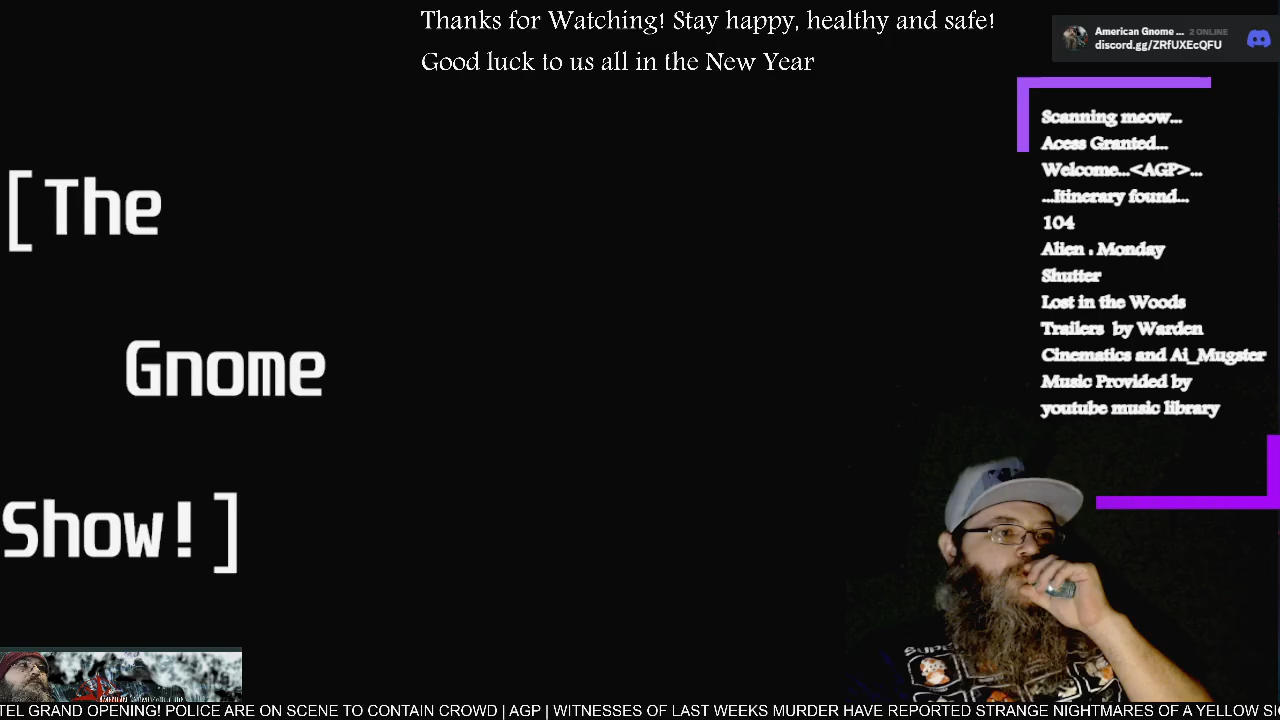 Thanks for Watching! Stay happy, healthy and safe!
Good luck to us all in the New Year
American Gnome ... 2 ONLINE
discord.gg/ZRfUXEcQFU
Scanning meow...
Acess Granted...
Welcome...<AGP>...
...Itinerary found...
104
Alien . Monday
Shutter
Lost in the Woods
Trailers by Warden
Cinematics and Ai_Mugster
Music Provided by
youtube music library
[The
Gnome
Show!]
SUPER
TEL GRAND OPENING! POLICE ARE ON SCENE TO CONTAIN CROWD | AGP | WITNESSES OF LAST WEEKS MURDER HAVE REPORTED STRANGE NIGHTMARES OF A YELLOW SI